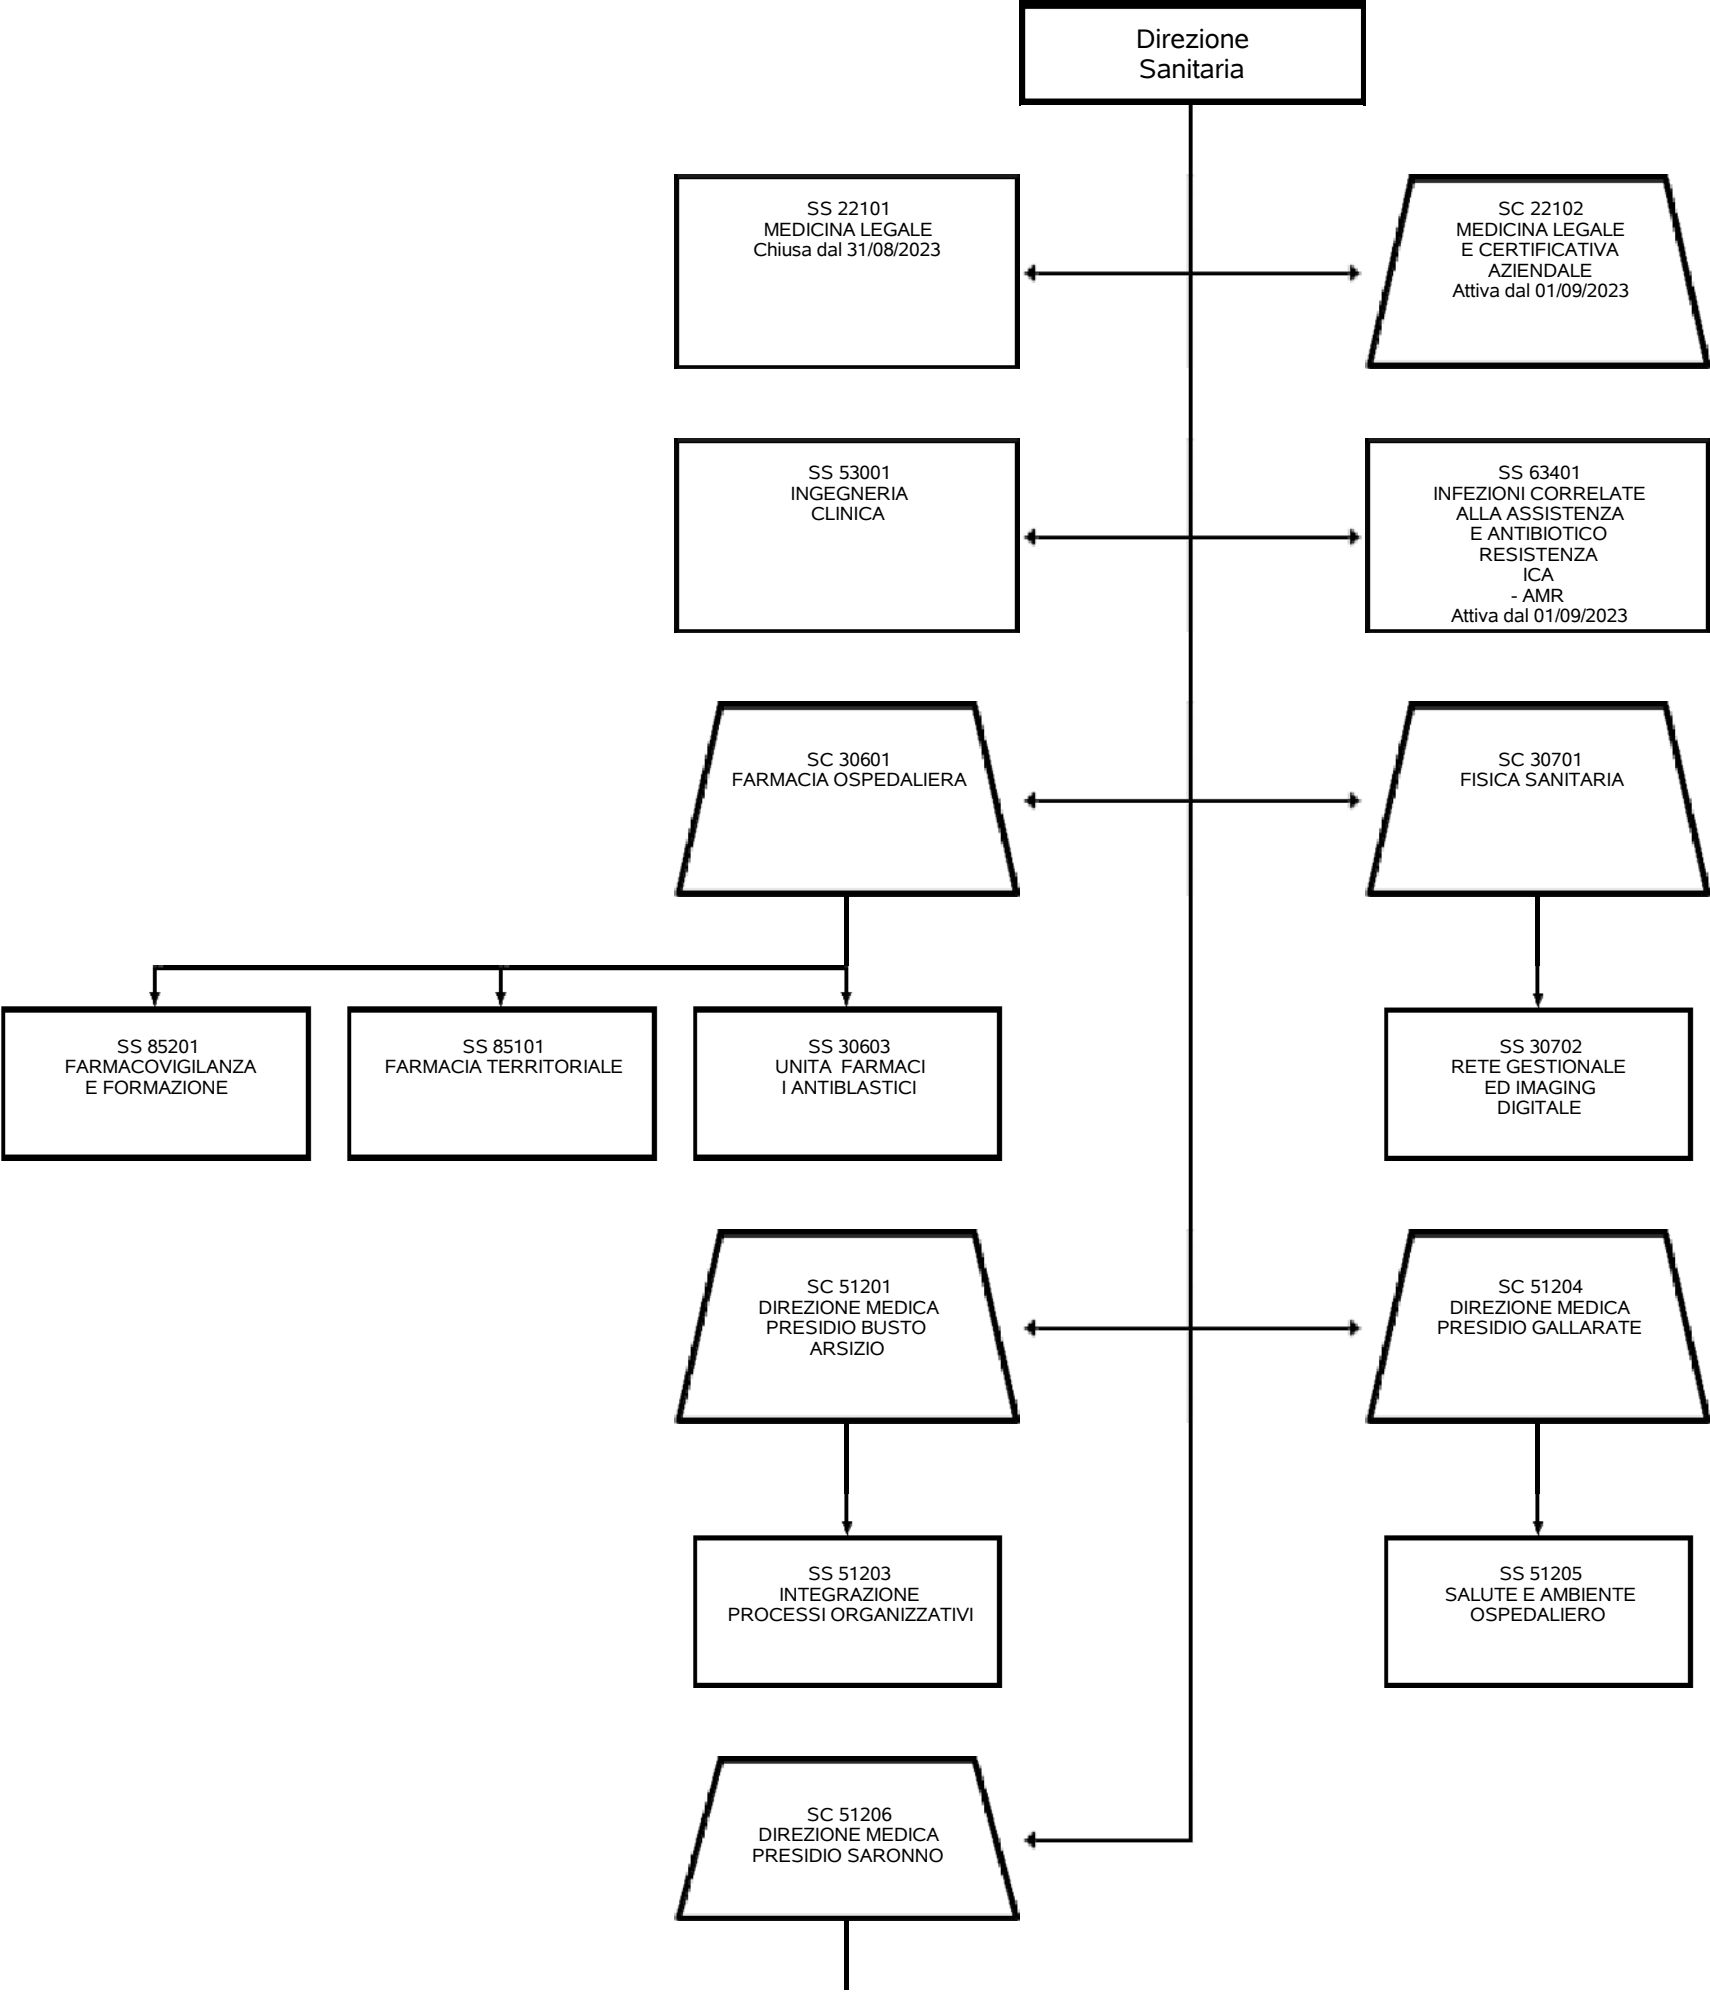 Direzione
Sanitaria
SS 22101
MEDICINA LEGALE
Chiusa dal 31/08/2023
SC 22102
MEDICINA LEGALE
E CERTIFICATIVA
AZIENDALE
Attiva dal 01/09/2023
SS 53001
INGEGNERIA
CLINICA
SS 63401
INFEZIONI CORRELATE
ALLA ASSISTENZA
E ANTIBIOTICO
RESISTENZA
ICA
- AMR
Attiva dal 01/09/2023
SC 30601
FARMACIA OSPEDALIERA
SC 30701
FISICA SANITARIA
SS 85201
FARMACOVIGILANZA
E FORMAZIONE
SS 85101
FARMACIA TERRITORIALE
SS 30603
UNITA  FARMACI
I ANTIBLASTICI
SS 30702
RETE GESTIONALE
ED IMAGING
DIGITALE
SC 51201
DIREZIONE MEDICA
PRESIDIO BUSTO
ARSIZIO
SC 51204
DIREZIONE MEDICA
PRESIDIO GALLARATE
SS 51203
INTEGRAZIONE
PROCESSI ORGANIZZATIVI
SS 51205
SALUTE E AMBIENTE
OSPEDALIERO
SC 51206
DIREZIONE MEDICA
PRESIDIO SARONNO